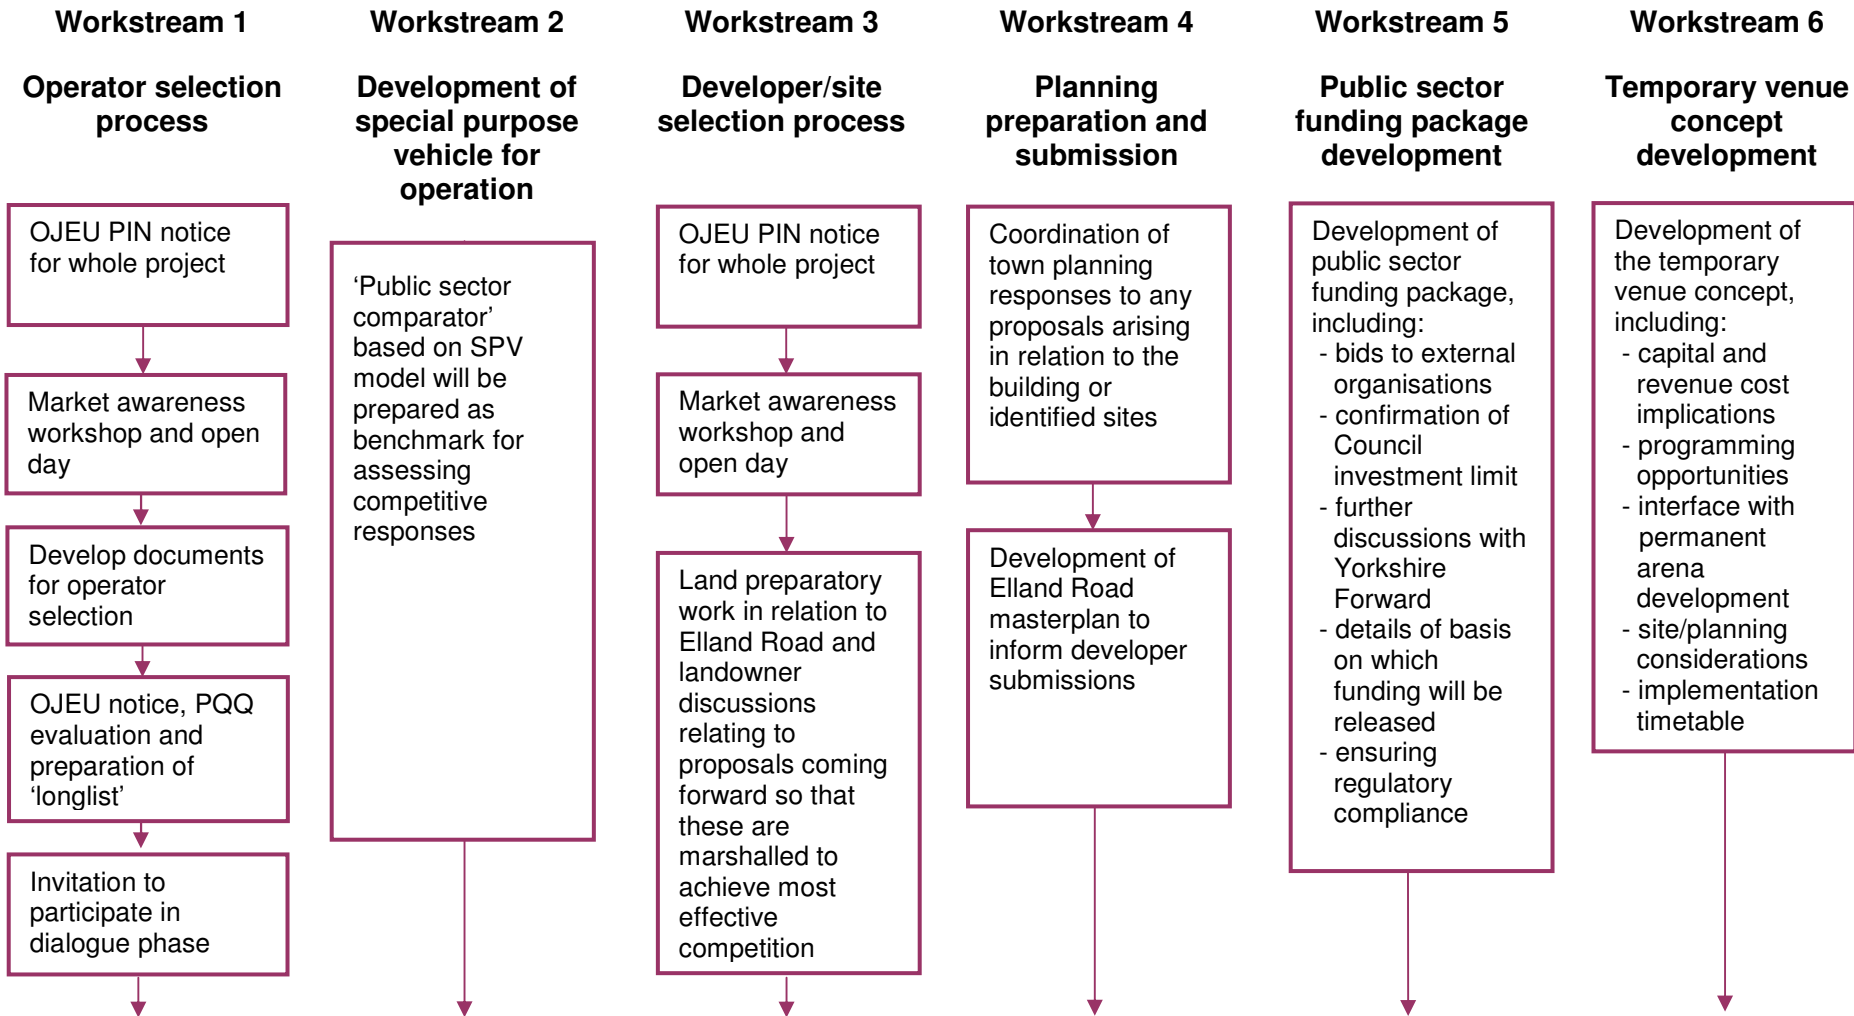 Workstream 1
Operator selection
process
OJEU PIN notice
for whole project
Market awareness
workshop and open
day
Develop documents
for operator
selection
OJEU notice, PQQ
evaluation and
preparation of
‘longlist’
Invitation to
participate in
dialogue phase
Workstream 2
Development of
special purpose
vehicle for
operation
‘Public sector
comparator’
based on SPV
model will be
prepared as
benchmark for
assessing
competitive
responses
Workstream 3
Developer/site
selection process
OJEU PIN notice
for whole project
Market awareness
workshop and
open day
Land preparatory
work in relation to
Elland Road and
landowner
discussions
relating to
proposals coming
forward so that
these are
marshalled to
achieve most
effective
competition
Workstream 4
Planning
preparation and
submission
Coordination of
town planning
responses to any
proposals arising
in relation to the
building or
identified sites
Development of
Elland Road
masterplan to
inform developer
submissions
Workstream 5
Public sector
funding package
development
Development of
public sector
funding package,
including:
- bids to external
organisations
- confirmation of
Council
investment limit
- further
discussions with
Yorkshire
Forward
- details of basis
on which
funding will be
released
- ensuring
regulatory
compliance
Workstream 6
Temporary venue
concept
development
Development of
the temporary
venue concept,
including:
- capital and
revenue cost
implications
- programming
opportunities
- interface with
permanent
arena
development
- site/planning
considerations
- implementation
timetable